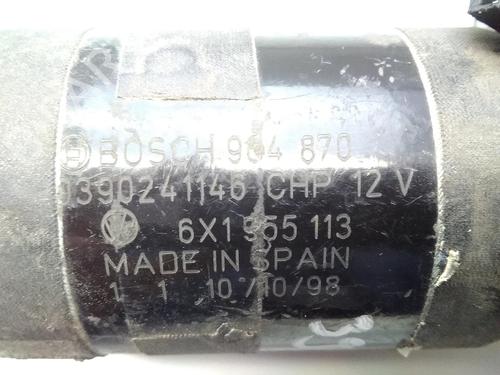 BOSCH 904 870
0390241146 CHP 12 V
6X1 955 113
MADE IN SPAIN
1 1 10/10/98